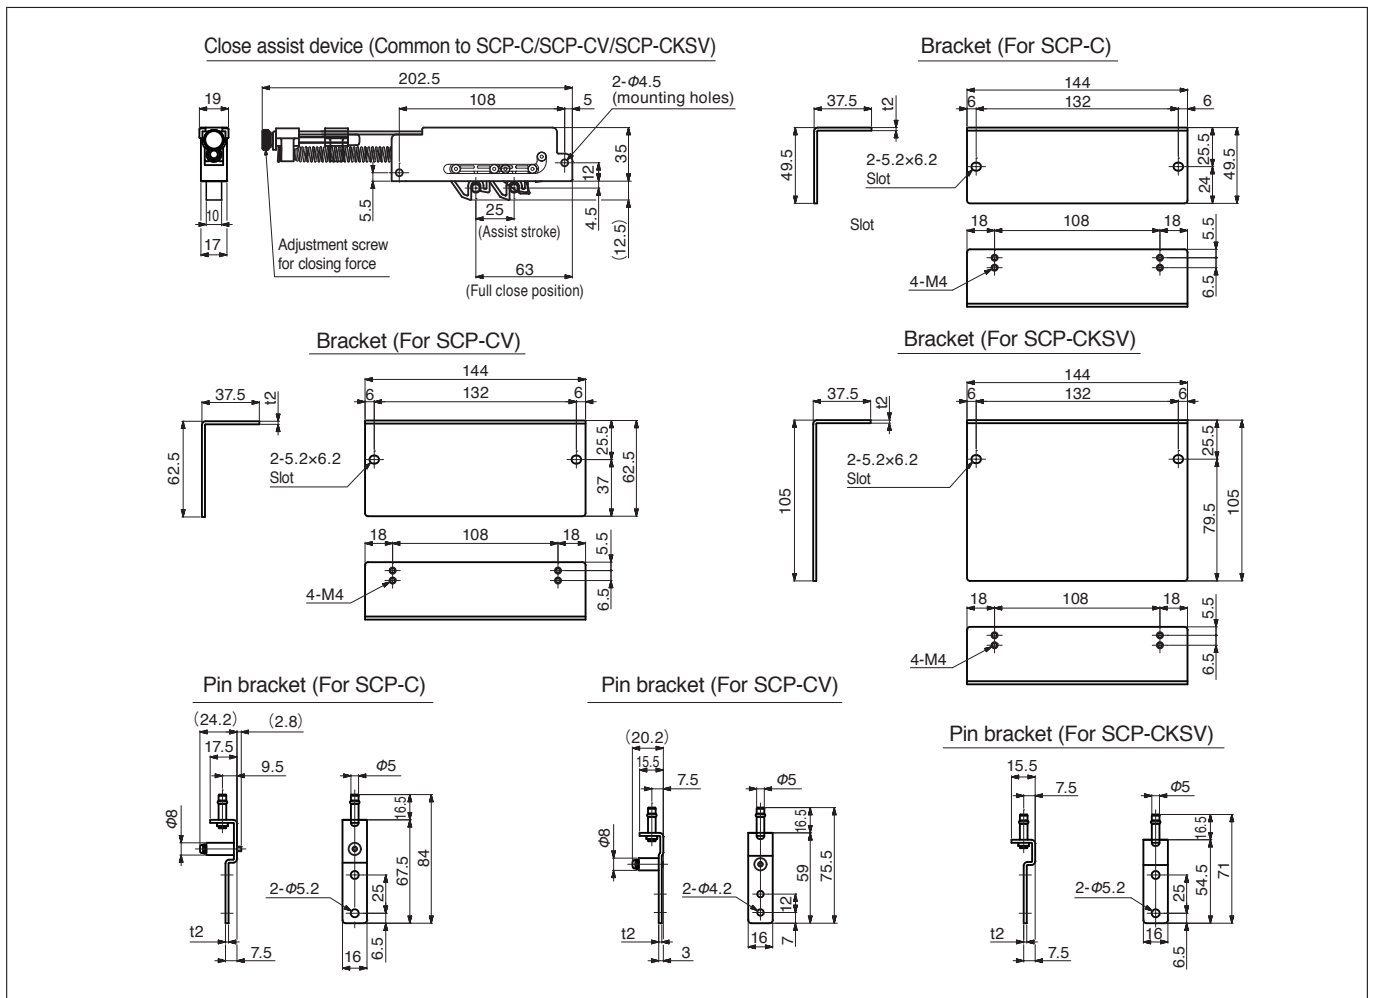 Close assist device (Common to SCP-C/SCP-CV/SCP-CKSV)
202.5
108
5
2-Φ4.5
(mounting holes)
19
10
17
35
12
5.5
25
(Assist stroke)
4.5
(12.5)
63
(Full close position)
Adjustment screw
for closing force
Bracket (For SCP-C)
144
6
132
6
37.5
t2
49.5
2-5.2×6.2
Slot
25.5
24
49.5
Slot
18
108
18
5.5
4-M4
6.5
Bracket (For SCP-CV)
144
6
132
6
37.5
t2
62.5
2-5.2×6.2
Slot
25.5
37
62.5
18
108
18
5.5
4-M4
6.5
Bracket (For SCP-CKSV)
144
6
132
6
37.5
t2
105
2-5.2×6.2
Slot
25.5
79.5
105
18
108
18
5.5
4-M4
6.5
Pin bracket (For SCP-C)
(24.2)
(2.8)
17.5
9.5
Φ8
t2
7.5
Φ5
16.5
67.5
84
25
2-Φ5.2
6.5
16
Pin bracket (For SCP-CV)
(20.2)
15.5
7.5
Φ8
t2
3
Φ5
16.5
59
75.5
12
2-Φ4.2
7
16
Pin bracket (For SCP-CKSV)
15.5
7.5
t2
7.5
Φ5
16.5
54.5
71
25
2-Φ5.2
6.5
16